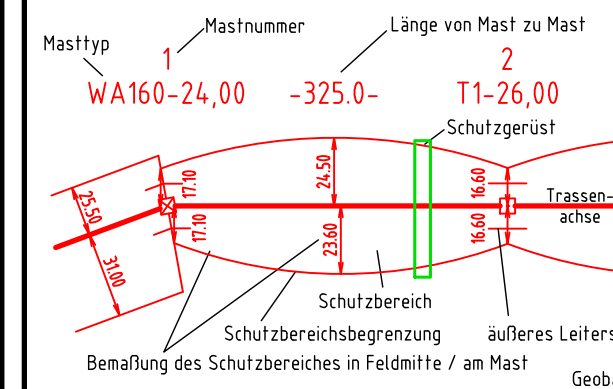 Mastnummer
Länge von Mast zu Mast
Masttyp
1
2
WA160-24,00
-325.0-
T1-26,00
Schutzgerüst
24.50
17.10
16.60
25.50
Trassen-
achse
17.10
23.60
16.60
31.00
Schutzbereich
Schutzbereichsbegrenzung
äußeres Leiters
Bemaßung des Schutzbereiches in Feldmitte / am Mast
Geoba